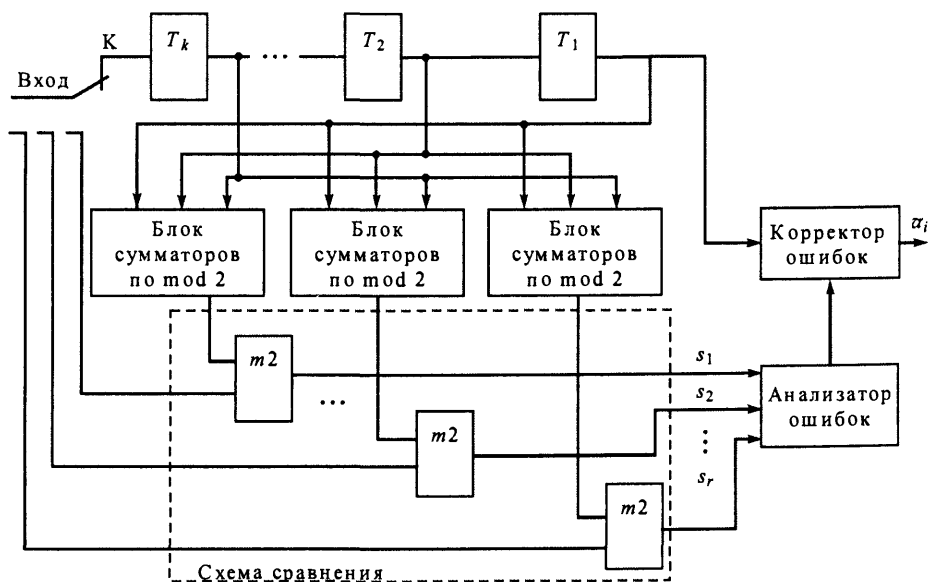 K
T_k
...
T_2
T_1
Вход
Блок
сумматоров
по mod 2
Блок
сумматоров
по mod 2
Блок
сумматоров
по mod 2
Корректор
ошибок
a_i
m2
...
m2
m2
s_1
s_2
⋮
s_r
Анализатор
ошибок
Схема сравнения